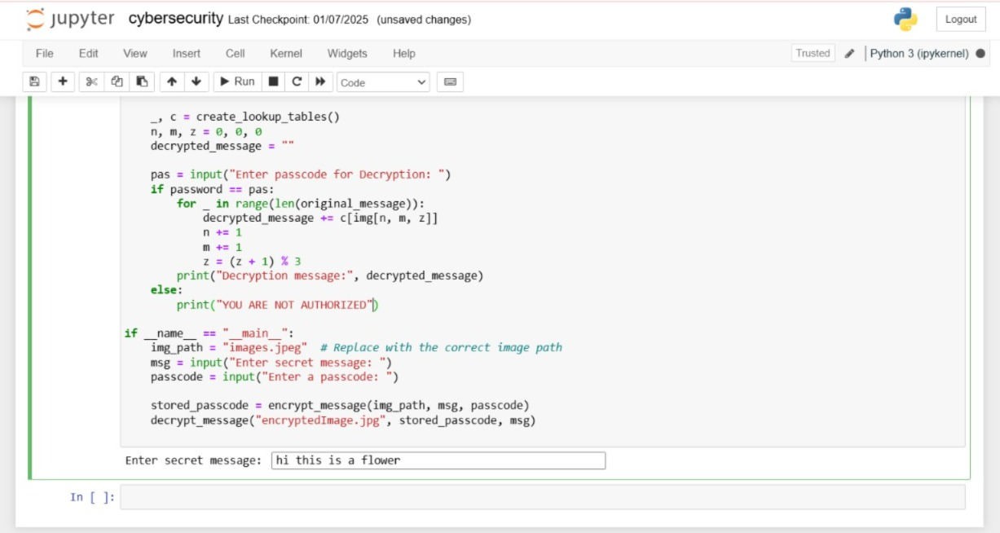 jupyter cybersecurity Last Checkpoint: 01/07/2025 (unsaved changes) Logout
File Edit View Insert Cell Kernel Widgets Help Trusted Python 3 (ipykernel)
Run Code
_, c = create_lookup_tables()
n, m, z = 0, 0, 0
decrypted_message = ""
pas = input("Enter passcode for Decryption: ")
if password == pas:
for _ in range(len(original_message)):
decrypted_message += c[img[n, m, z]]
n += 1
m += 1
z = (z + 1) % 3
print("Decryption message:", decrypted_message)
else:
print("YOU ARE NOT AUTHORIZED")
if __name__ == "__main__":
img_path = "images.jpeg" # Replace with the correct image path
msg = input("Enter secret message: ")
passcode = input("Enter a passcode: ")
stored_passcode = encrypt_message(img_path, msg, passcode)
decrypt_message("encryptedImage.jpg", stored_passcode, msg)
Enter secret message: hi this is a flower
In [ ]: